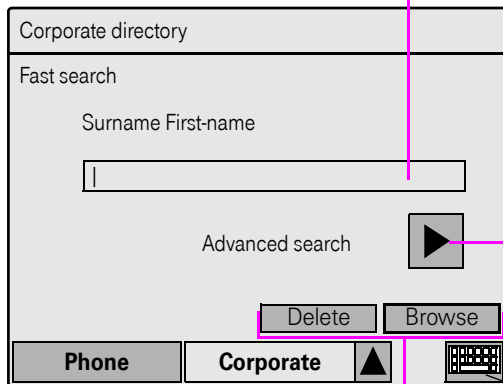 Corporate directory
Fast search
Surname First-name
Advanced search
Delete Browse
Phone Corporate